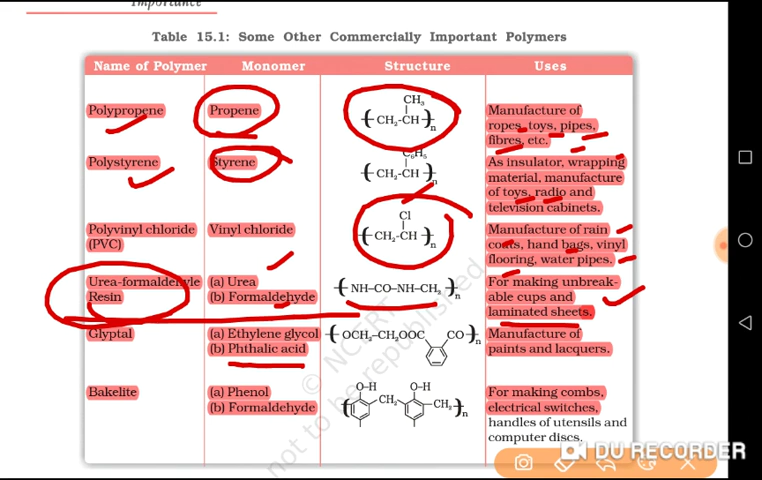 Importance
Table 15.1: Some Other Commercially Important Polymers
Name of Polymer Monomer Structure Uses
Polypropene Propene
CH3
CH2-CH n
Manufacture of
ropes, toys, pipes,
fibres, etc.
Polystyrene Styrene
C6H5
CH2-CH n
As insulator, wrapping
material, manufacture
of toys, radio and
television cabinets.
Polyvinyl chloride
(PVC)
Vinyl chloride
Cl
CH2-CH n
Manufacture of rain
coats, hand bags, vinyl
flooring, water pipes.
Urea-formaldehyle
Resin
(a) Urea
(b) Formaldehyde
NH–CO–NH–CH2 n
For making unbreak-
able cups and
laminated sheets.
Glyptal
(a) Ethylene glycol
(b) Phthalic acid
OCH2–CH2OOC CO n
Manufacture of
paints and lacquers.
Bakelite
(a) Phenol
(b) Formaldehyde
O–H O–H
CH2 CH2 n
For making combs,
electrical switches,
handles of utensils and
computer discs.
© NCERT
not to be republished
DU RECORDER